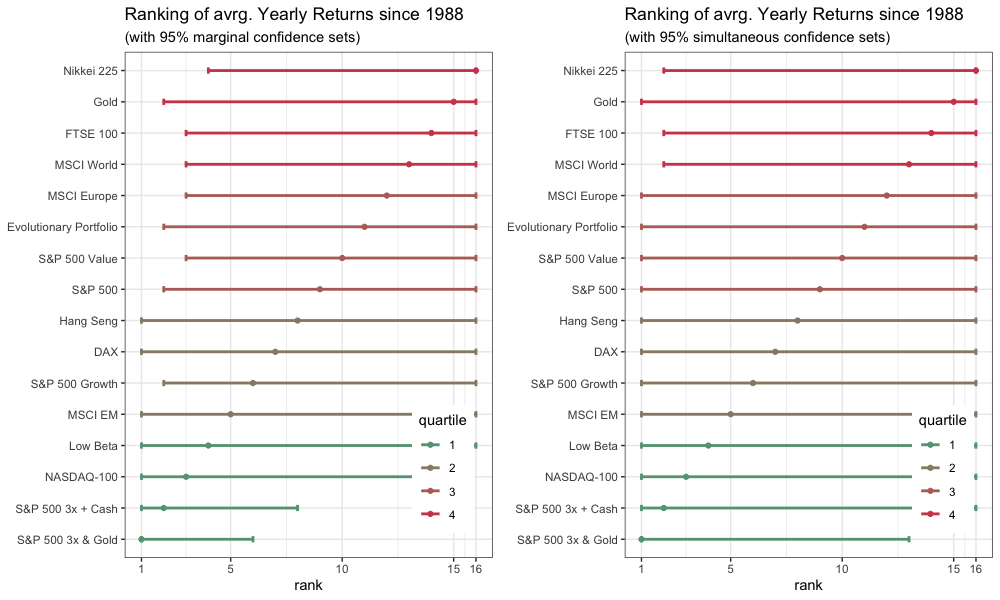 Ranking of avrg. Yearly Returns since 1988
(with 95% marginal confidence sets)
Nikkei 225
Gold
FTSE 100
MSCI World
MSCI Europe
Evolutionary Portfolio
S&P 500 Value
S&P 500
Hang Seng
DAX
S&P 500 Growth
MSCI EM
Low Beta
NASDAQ-100
S&P 500 3x + Cash
S&P 500 3x & Gold
quartile
1
2
3
4
1 5 10 15 16
rank
Ranking of avrg. Yearly Returns since 1988
(with 95% simultaneous confidence sets)
Nikkei 225
Gold
FTSE 100
MSCI World
MSCI Europe
Evolutionary Portfolio
S&P 500 Value
S&P 500
Hang Seng
DAX
S&P 500 Growth
MSCI EM
Low Beta
NASDAQ-100
S&P 500 3x + Cash
S&P 500 3x & Gold
quartile
1
2
3
4
1 5 10 15 16
rank